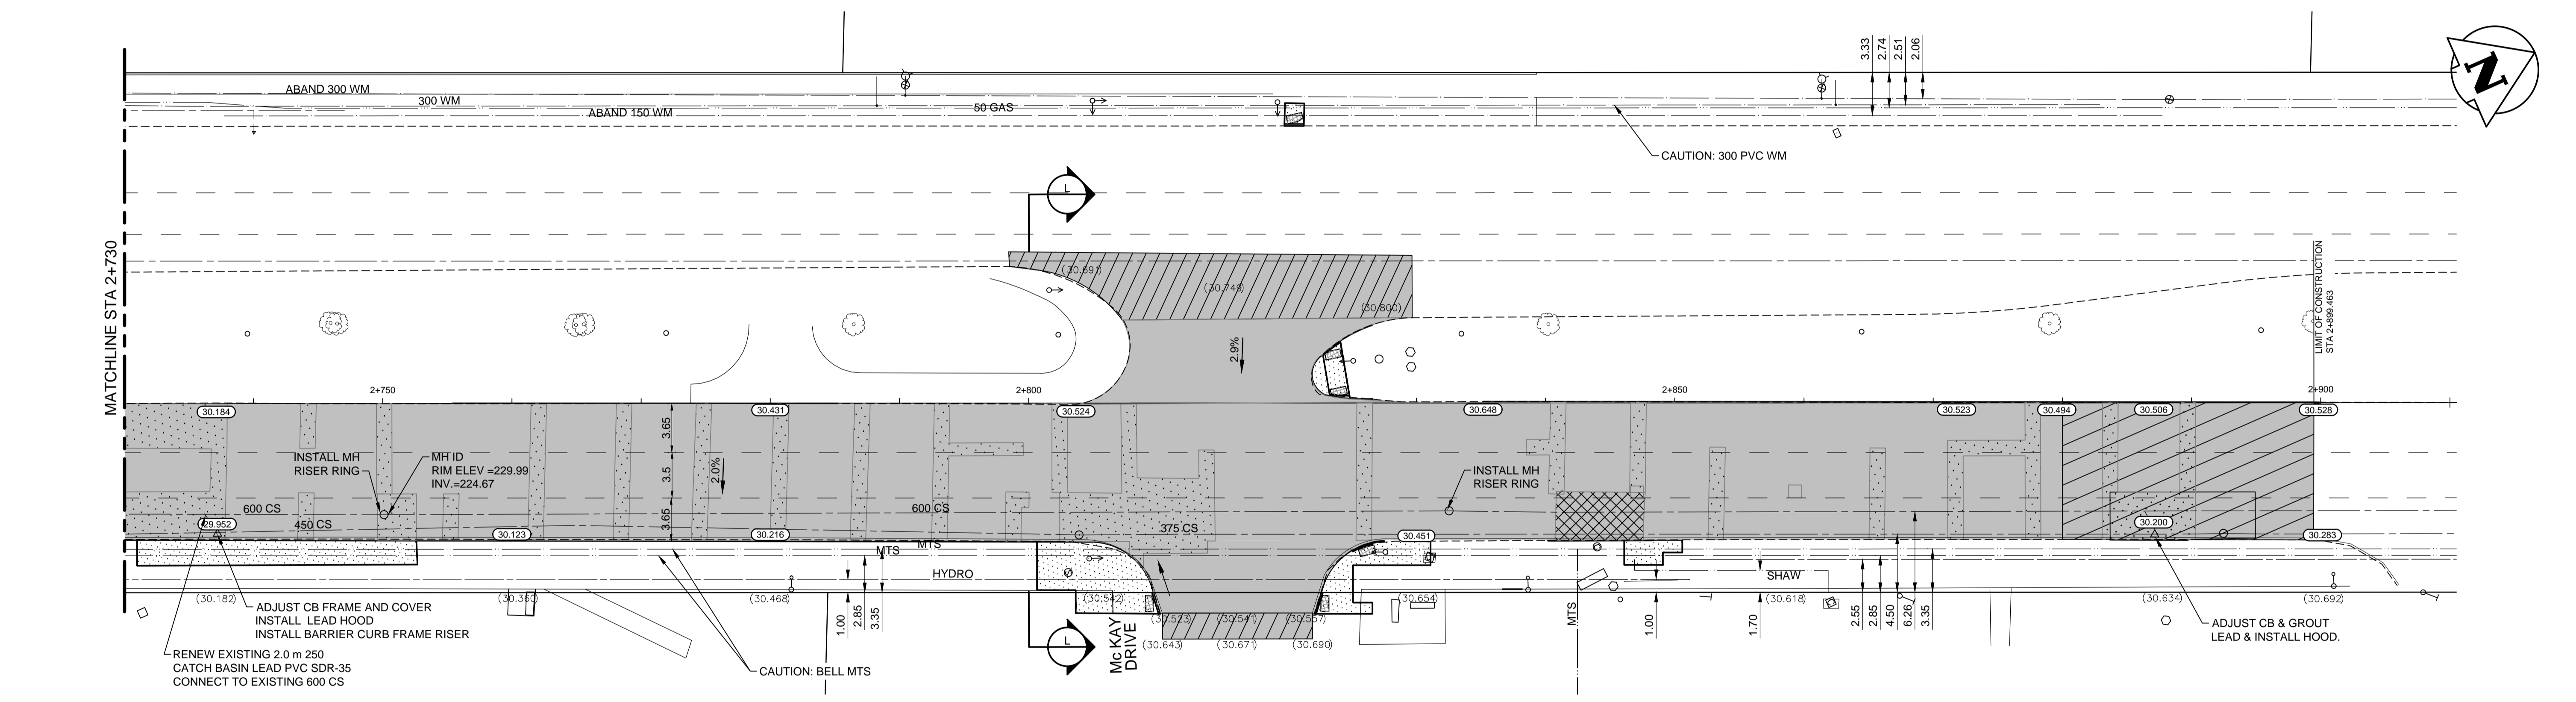 3.33
2.74
2.51
2.06
N
ABAND 300 WM
300 WM
ABAND 150 WM
50 GAS
CAUTION: 300 PVC WM
L
MATCHLINE STA 2+730
LIMIT OF CONSTRUCTION
STA 2+899.463
(30.691)
(30.749)
(30.800)
2.9%
2+750
2+800
2+850
2+900
30.184
30.431
30.524
30.648
30.523
30.494
30.506
30.528
3.65
3.5
3.65
2.0%
INSTALL MH
RISER RING
MH ID
RIM ELEV =229.99
INV.=224.67
INSTALL MH
RISER RING
600 CS
450 CS
600 CS
375 CS
29.952
30.123
30.216
30.451
30.200
30.283
MTS
MTS
HYDRO
SHAW
MTS
(30.182)
(30.360)
(30.468)
(30.542)
(30.654)
(30.618)
(30.634)
(30.692)
(30.523)
(30.541)
(30.557)
(30.643)
(30.671)
(30.690)
1.00
2.85
3.35
1.00
1.70
2.55
2.85
4.50
6.26
3.35
ADJUST CB FRAME AND COVER
INSTALL LEAD HOOD
INSTALL BARRIER CURB FRAME RISER
RENEW EXISTING 2.0 m 250
CATCH BASIN LEAD PVC SDR-35
CONNECT TO EXISTING 600 CS
CAUTION: BELL MTS
L
Mc KAY
DRIVE
ADJUST CB & GROUT
LEAD & INSTALL HOOD.